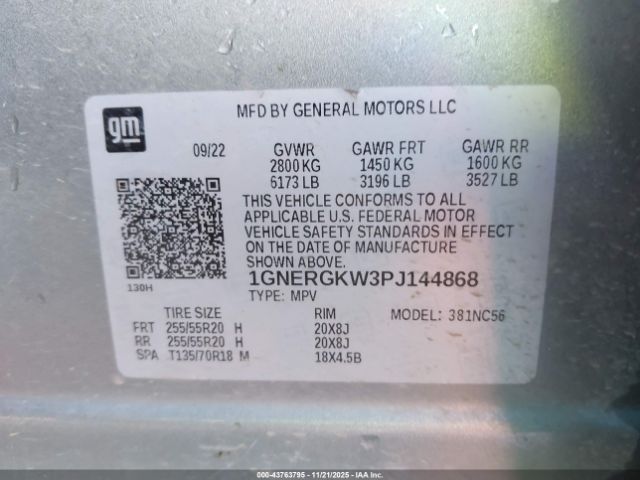 gm
MFD BY GENERAL MOTORS LLC
09/22 GVWR GAWR FRT GAWR RR
2800 KG 1450 KG 1600 KG
6173 LB 3196 LB 3527 LB
THIS VEHICLE CONFORMS TO ALL
APPLICABLE U.S. FEDERAL MOTOR
VEHICLE SAFETY STANDARDS IN EFFECT
ON THE DATE OF MANUFACTURE
SHOWN ABOVE.
1GNERGKW3PJ144868
130H
TYPE: MPV
TIRE SIZE RIM MODEL: 381NC56
FRT 255/55R20 H 20X8J
RR 255/55R20 H 20X8J
SPA T135/70R18 M 18X4.5B
000-43763795 - 11/21/2025 - IAAI.COM